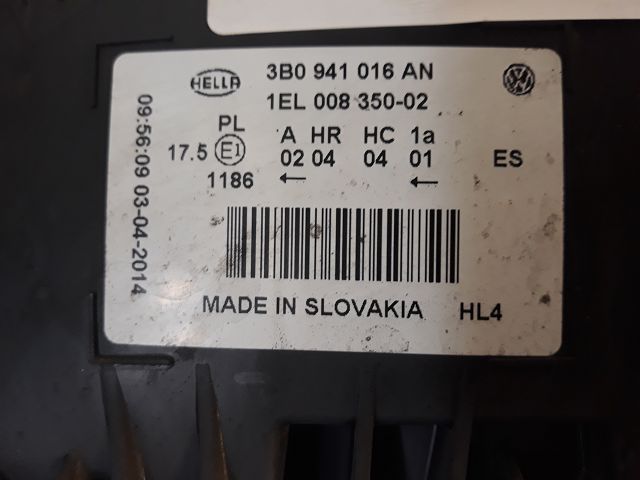 HELLA
3B0 941 016 AN
1EL 008 350-02
PL
A HR HC 1a
17.5 E1 02 04 04 01 ES
1186 ← ←
MADE IN SLOVAKIA HL4
09:56:09 03-04-2014